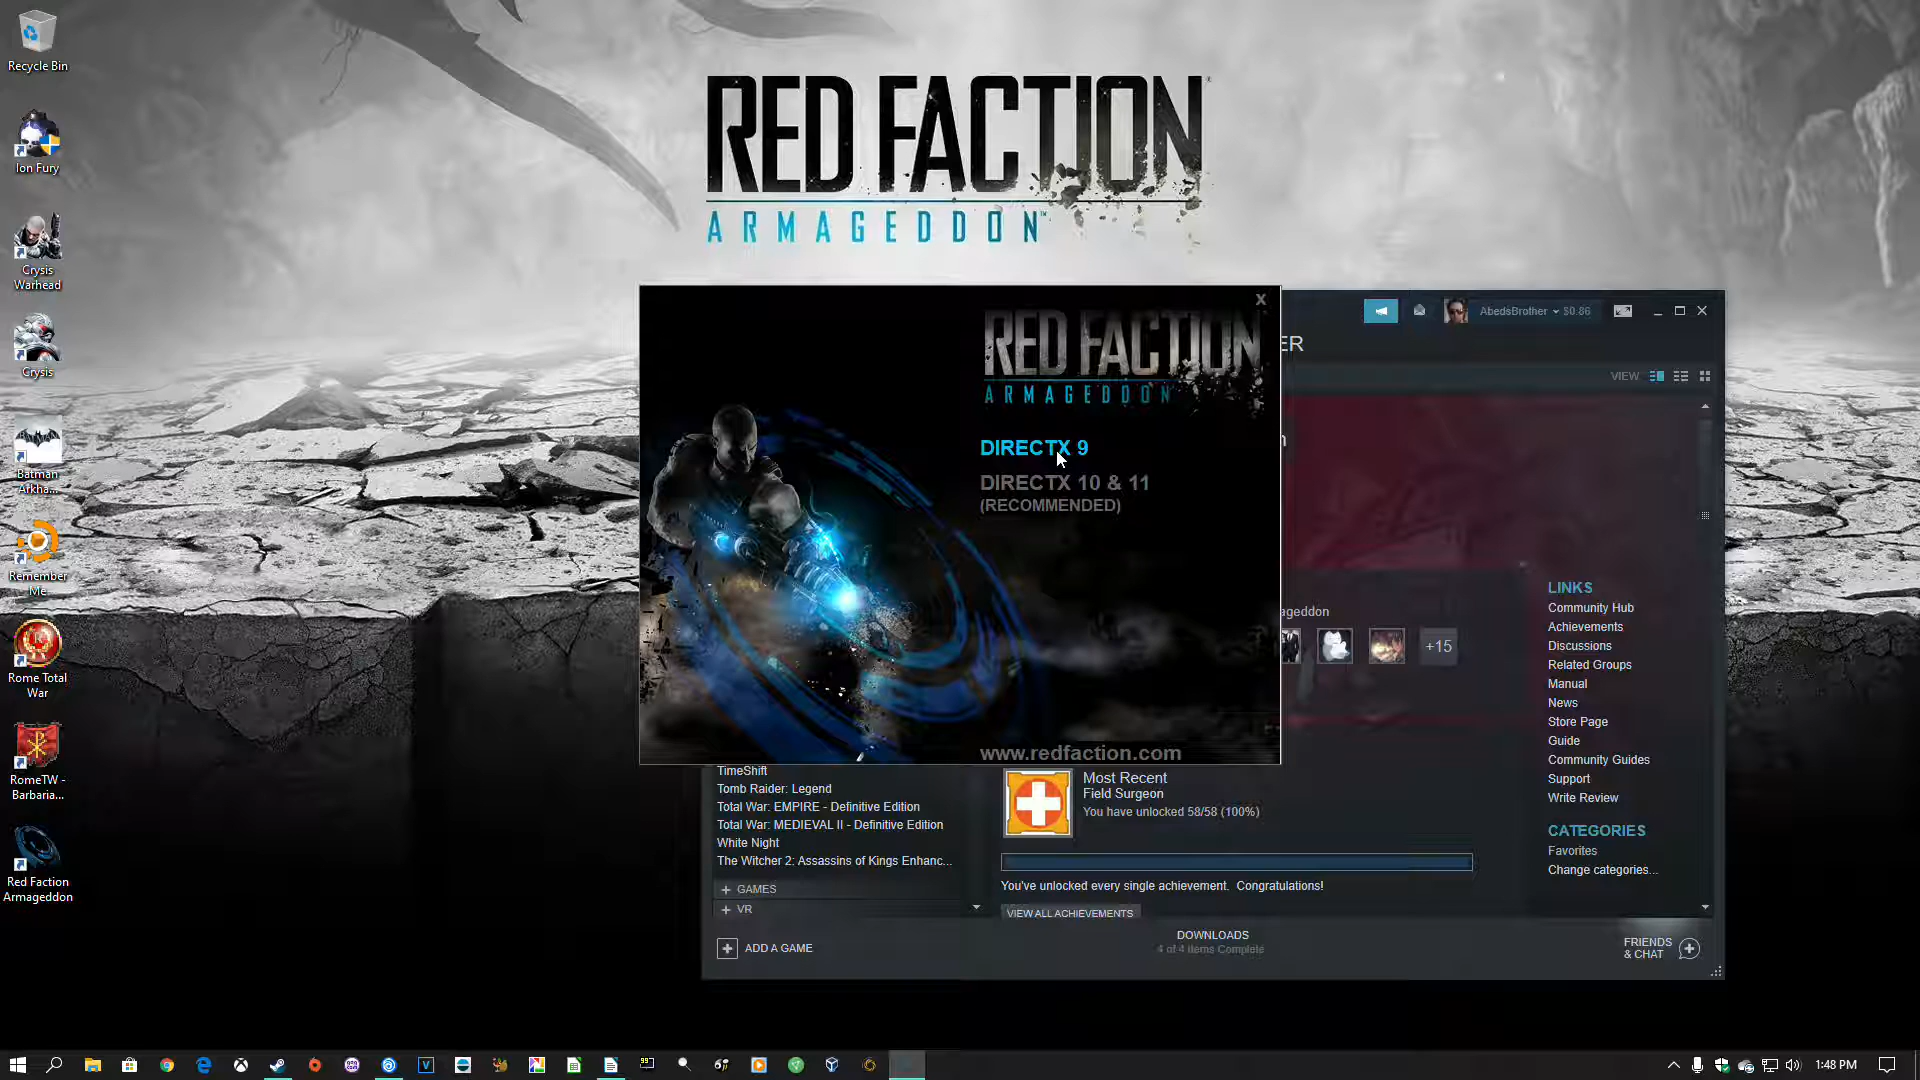 Recycle Bin
Ion Fury
Crysis
Warhead
Crysis
BATMAN
Batman
Arkha...
Remember
Me
Rome Total
War
RomeTW -
Barbaria...
Red Faction
Armageddon
RED FACTION
ARMAGEDDON™
X
RED FACTION
ARMAGEDDON
DIRECTX 9
DIRECTX 10 & 11
(RECOMMENDED)
www.redfaction.com
AbedsBrother
$0.86
ER
VIEW
ageddon
+15
LINKS
Community Hub
Achievements
Discussions
Related Groups
Manual
News
Store Page
Guide
Community Guides
Support
Write Review
CATEGORIES
Favorites
Change categories...
TimeShift
Tomb Raider: Legend
Total War: EMPIRE - Definitive Edition
Total War: MEDIEVAL II - Definitive Edition
White Night
The Witcher 2: Assassins of Kings Enhanc...
+ GAMES
+ VR
Most Recent
Field Surgeon
You have unlocked 58/58 (100%)
You've unlocked every single achievement.  Congratulations!
VIEW ALL ACHIEVEMENTS
+ ADD A GAME
DOWNLOADS
4 of 4 Items Complete
FRIENDS
& CHAT
1:48 PM